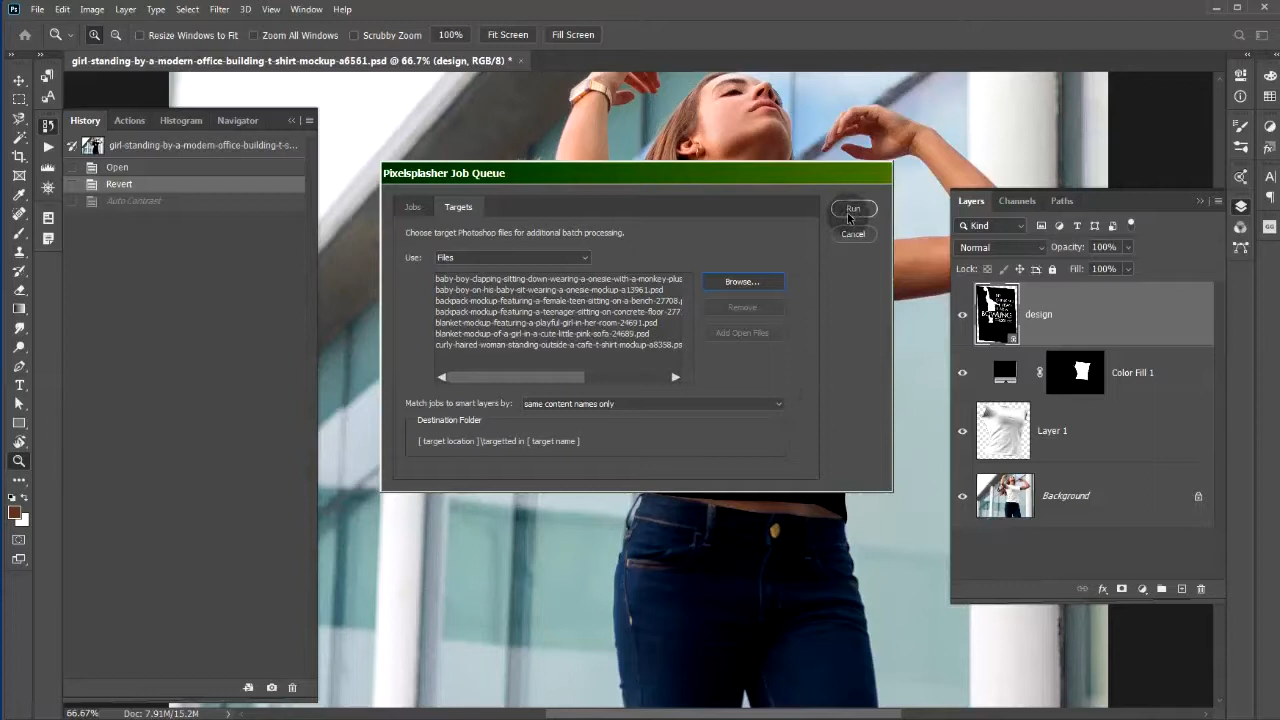 Ps File Edit Image Layer Type Select Filter 3D View Window Help
Resize Windows to Fit Zoom All Windows Scrubby Zoom 100% Fit Screen Fill Screen
girl-standing-by-a-modern-office-building-t-shirt-mockup-a6561.psd @ 66.7% (design, RGB/8) *
History Actions Histogram Navigator
girl-standing-by-a-modern-office-building-t-s...
Open
Revert
Auto Contrast
Pixelsplasher Job Queue
Jobs Targets
Run
Cancel
Choose target Photoshop files for additional batch processing.
Use: Files
baby-boy-clapping-sitting-down-wearing-a-onesie-with-a-monkey-plus
baby-boy-on-his-baby-sit-wearing-a-onesie-mockup-a13961.psd
backpack-mockup-featuring-a-female-teen-sitting-on-a-bench-27708.p
backpack-mockup-featuring-a-teenager-sitting-on-concrete-floor-277
blanket-mockup-featuring-a-playful-girl-in-her-room-24691.psd
blanket-mockup-of-a-girl-in-a-cute-little-pink-sofa-24689.psd
curly-haired-woman-standing-outside-a-cafe-t-shirt-mockup-a8358.ps
Browse...
Remove
Add Open Files
Match jobs to smart layers by: same content names only
Destination Folder
[ target location ]\targetted in [ target name ]
Layers Channels Paths
Kind
Normal Opacity: 100%
Lock: Fill: 100%
design
BOWLING
Color Fill 1
Layer 1
Background
66.67% Doc: 7.91M/15.2M